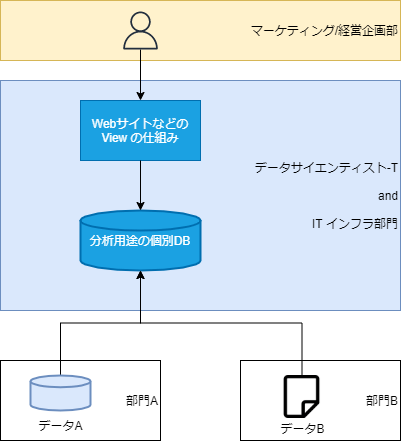 マーケティング/経営企画部
Webサイトなどの
View の仕組み
データサイエンティスト-T
and
IT インフラ部門
分析用途の個別DB
部門A
データA
部門B
データB